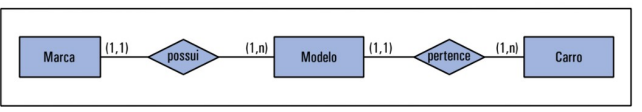 Marca (1,1) possui (1,n) Modelo (1,1) pertence (1,n) Carro